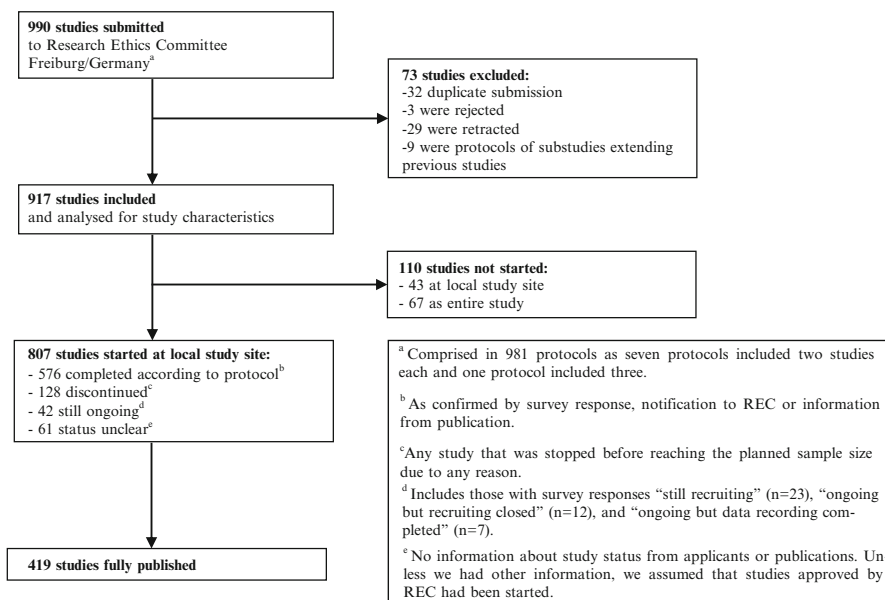 990 studies submitted
to Research Ethics Committee
Freiburg/Germanyᵃ
73 studies excluded:
-32 duplicate submission
-3 were rejected
-29 were retracted
-9 were protocols of substudies extending
previous studies
917 studies included
and analysed for study characteristics
110 studies not started:
- 43 at local study site
- 67 as entire study
807 studies started at local study site:
- 576 completed according to protocolᵇ
- 128 discontinuedᶜ
- 42 still ongoingᵈ
- 61 status unclearᵉ
419 studies fully published
ᵃ Comprised in 981 protocols as seven protocols included two studies
each and one protocol included three.
ᵇ As confirmed by survey response, notification to REC or information
from publication.
ᶜAny study that was stopped before reaching the planned sample size
due to any reason.
ᵈ Includes those with survey responses “still recruiting” (n=23), “ongoing
but recruiting closed” (n=12), and “ongoing but data recording com-
pleted” (n=7).
ᵉ No information about study status from applicants or publications. Un-
less we had other information, we assumed that studies approved by
REC had been started.